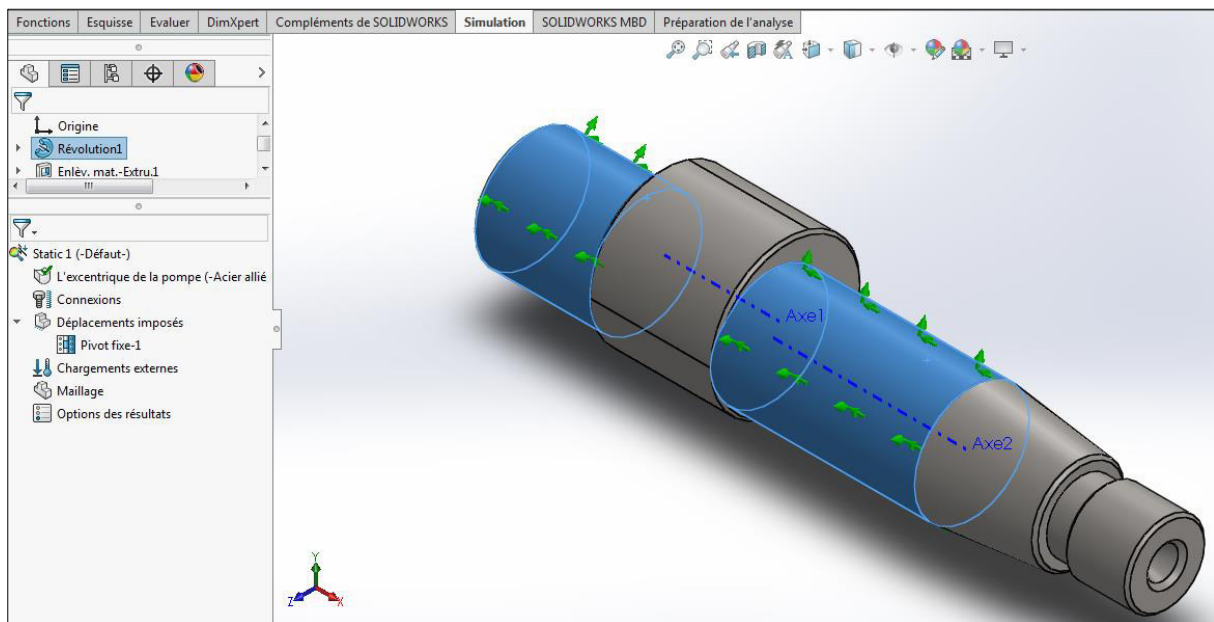 Fonctions Esquisse Evaluer DimXpert Compléments de SOLIDWORKS Simulation SOLIDWORKS MBD Préparation de l'analyse
Origine
Révolution1
Enlèv. mat.-Extru.1
Static 1 (-Défaut-)
L'excentrique de la pompe (-Acier allié
Connexions
Déplacements imposés
Pivot fixe-1
Chargements externes
Maillage
Options des résultats
Axe1
Axe2
Y
Z
X